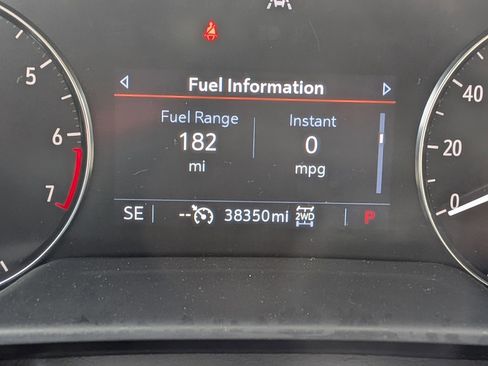 Fuel Information
Fuel Range Instant
182 0
mi mpg
SE -- 38350mi 2WD P
5
6
7
40
20
0